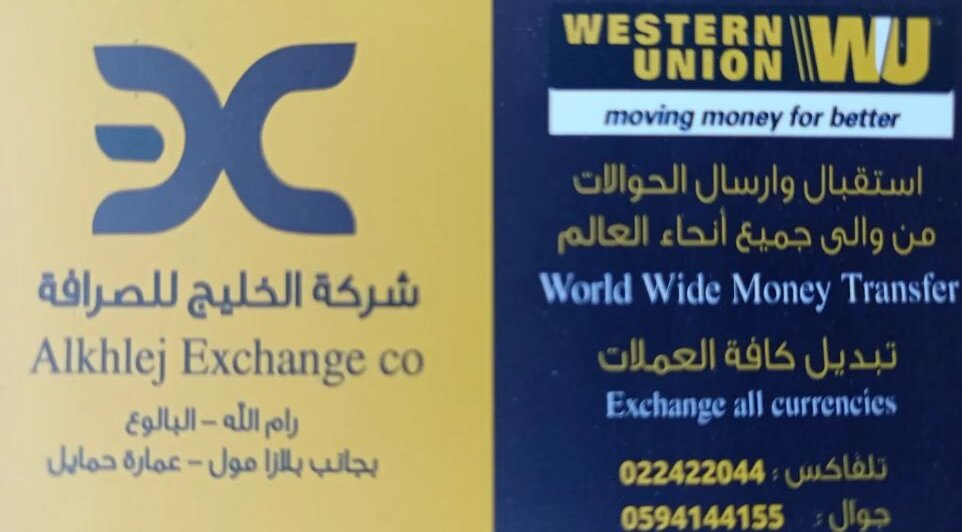 شركة الخليج للصرافة
Alkhlej Exchange co
رام الله - البالوع
بجانب بلازا مول - عمارة حمايل
WESTERN WU
UNION
moving money for better
استقبال وارسال الحوالات
من والى جميع أنحاء العالم
World Wide Money Transfer
تبديل كافة العملات
Exchange all currencies
تلفاكس : 022422044
جوال : 0594144155